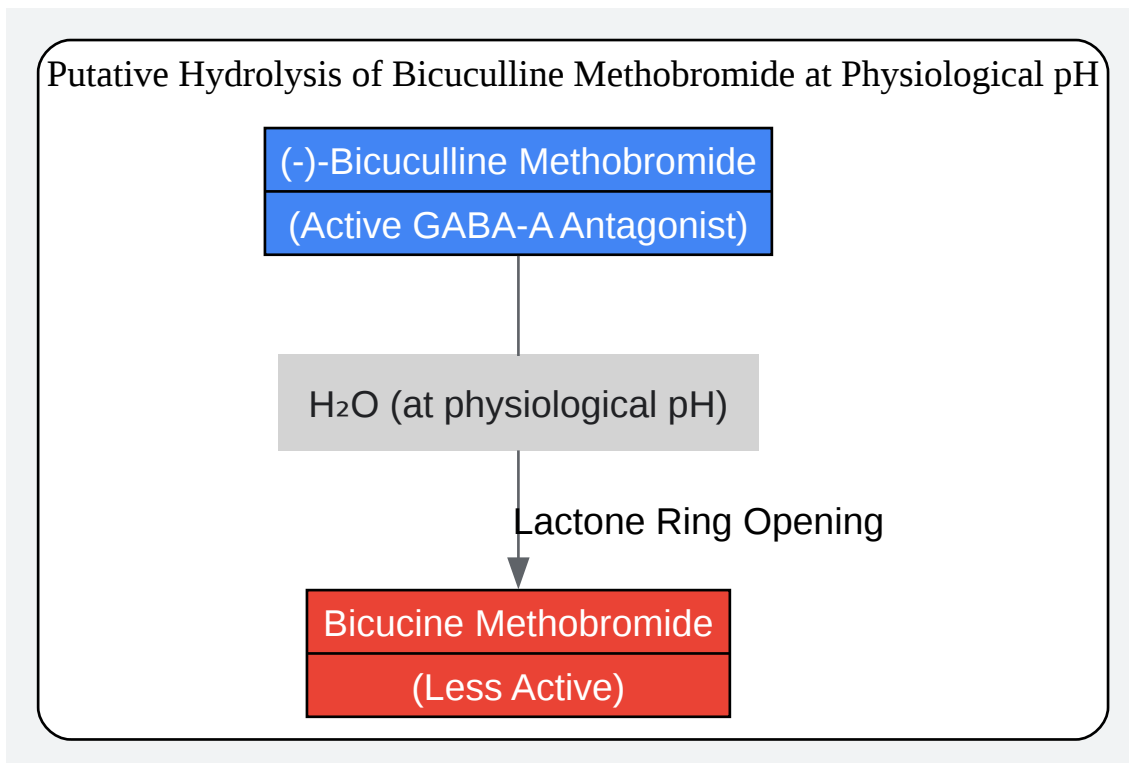 Putative Hydrolysis of Bicuculline Methobromide at Physiological pH
(-)-Bicuculline Methobromide
(Active GABA-A Antagonist)
H₂O (at physiological pH)
Lactone Ring Opening
Bicucine Methobromide
(Less Active)